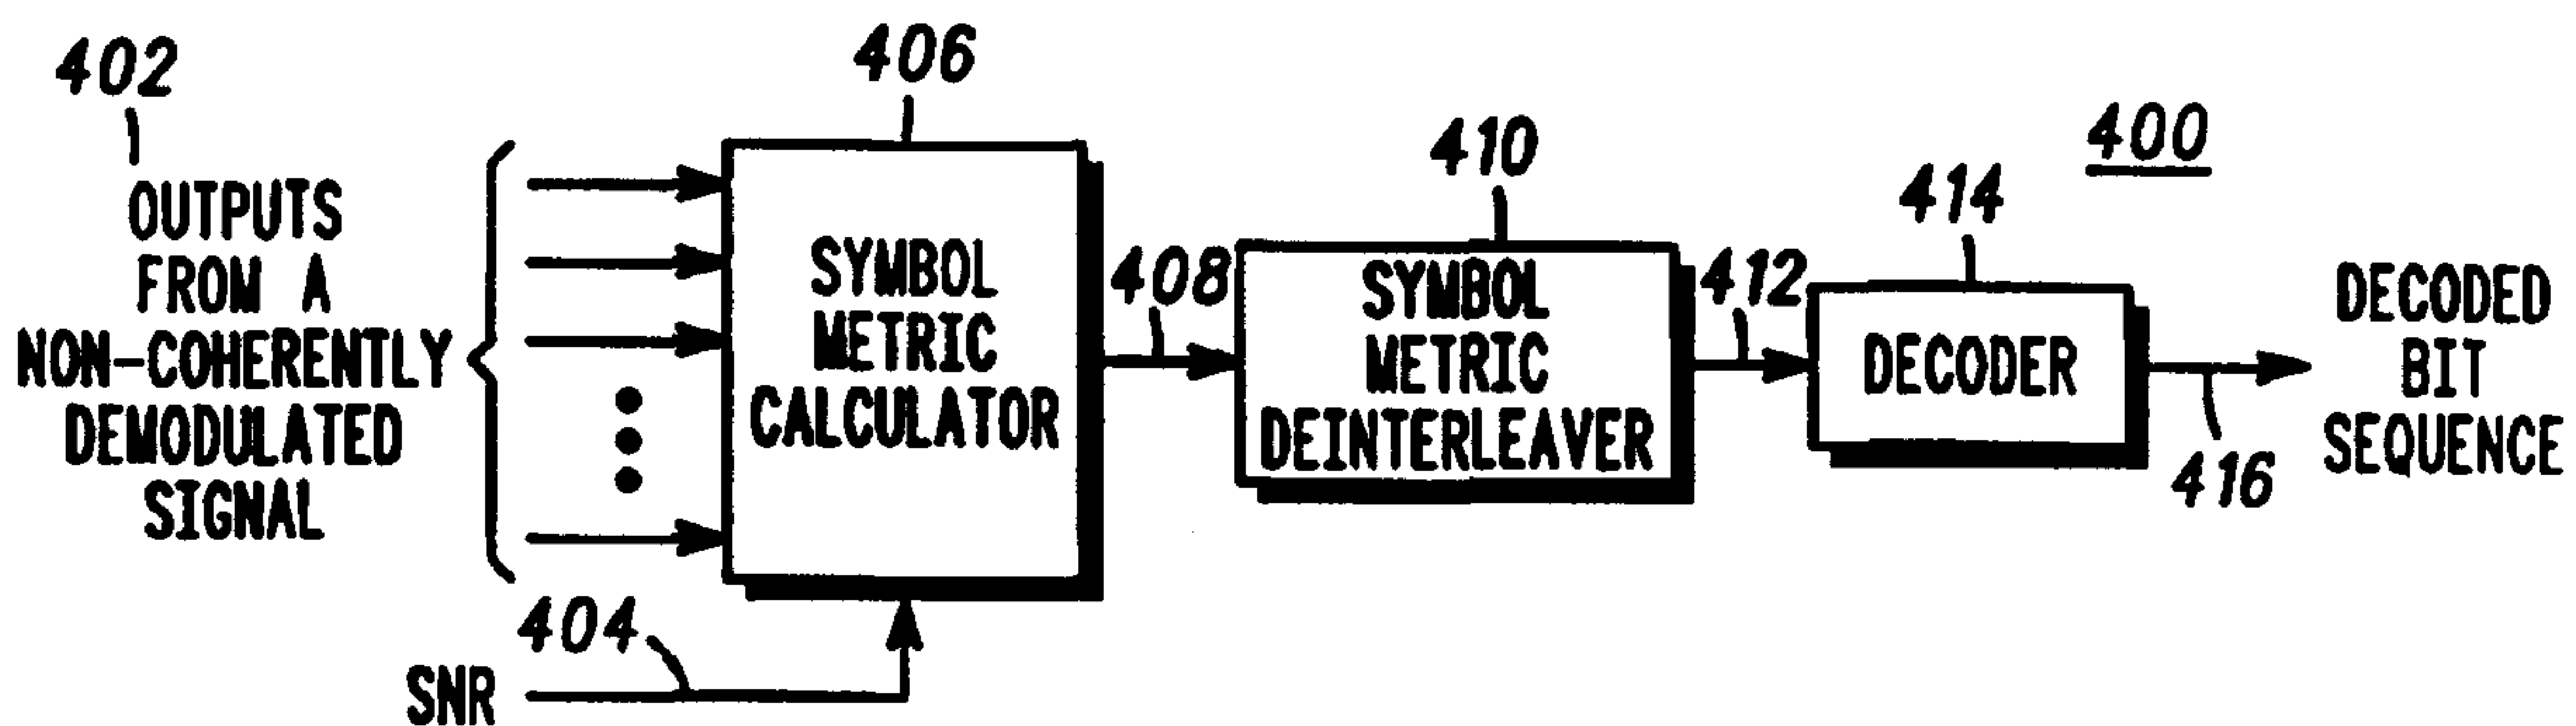 402
OUTPUTS
FROM A
NON-COHERENTLY
DEMODULATED
SIGNAL
406
SYMBOL
METRIC
CALCULATOR
404
SNR
408
410
SYMBOL
METRIC
DEINTERLEAVER
412
400
414
DECODER
416
DECODED
BIT
SEQUENCE